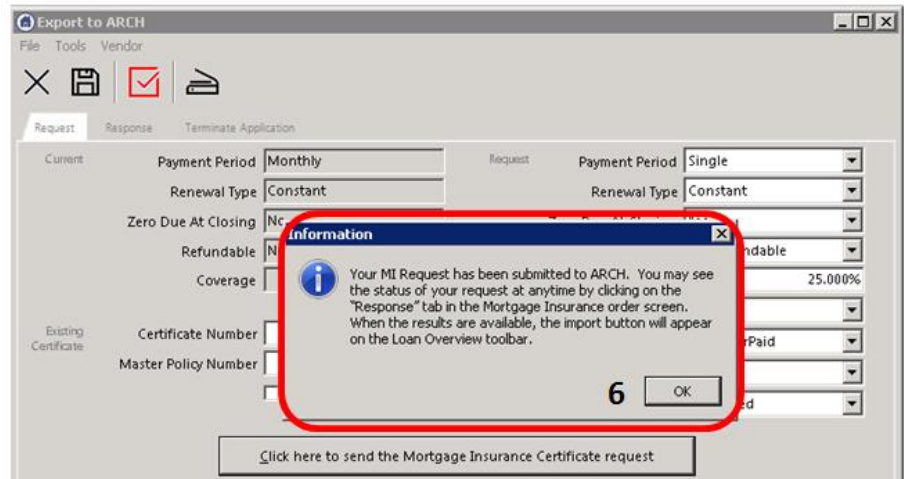 Export to ARCH
File Tools Vendor
Request Response Terminate Application
Current Payment Period Monthly Request Payment Period Single
Renewal Type Constant Renewal Type Constant
Zero Due At Closing
Refundable
Coverage 25.000%
Existing Certificate
Certificate Number
Master Policy Number
Information
Your MI Request has been submitted to ARCH. You may see
the status of your request at anytime by clicking on the
"Response" tab in the Mortgage Insurance order screen.
When the results are available, the import button will appear
on the Loan Overview toolbar.
6 OK
Click here to send the Mortgage Insurance Certificate request